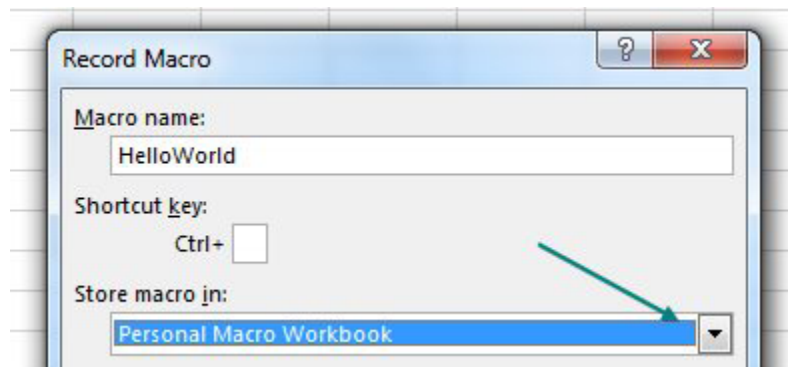 Record Macro
Macro name:
HelloWorld
Shortcut key:
Ctrl+
Store macro in:
Personal Macro Workbook